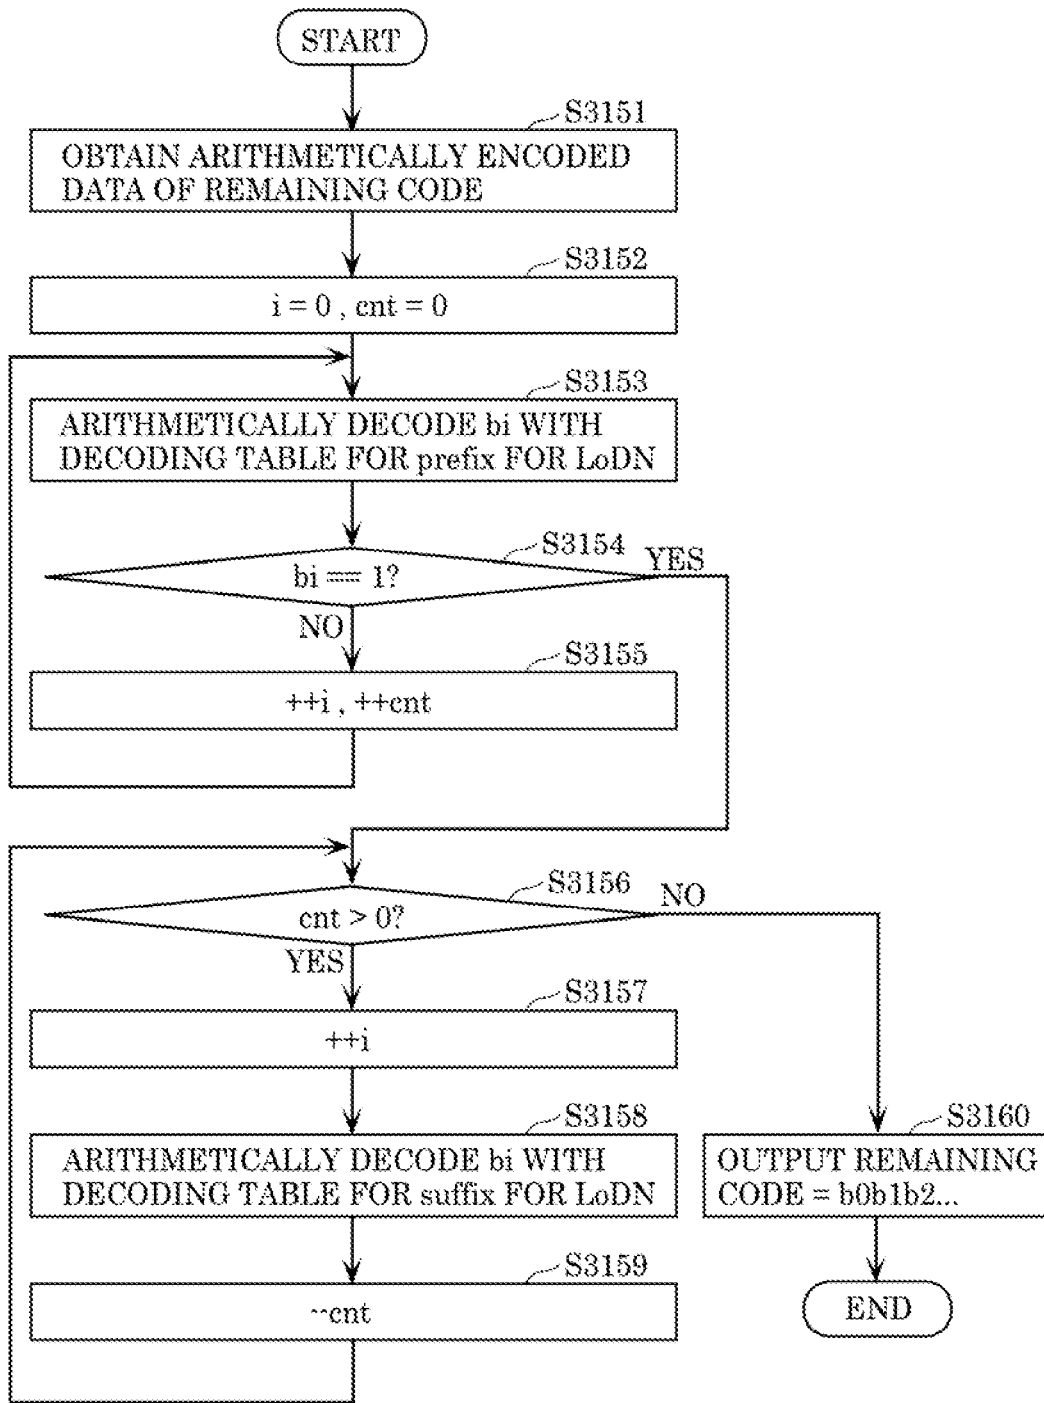 START
S3151
OBTAIN ARITHMETICALLY ENCODED
DATA OF REMAINING CODE
S3152
i = 0 , cnt = 0
S3153
ARITHMETICALLY DECODE bi WITH
DECODING TABLE FOR prefix FOR LoDN
S3154
YES
bi == 1?
NO
S3155
++i , ++cnt
S3156
NO
cnt > 0?
YES
S3157
++i
S3158
ARITHMETICALLY DECODE bi WITH
DECODING TABLE FOR suffix FOR LoDN
S3160
OUTPUT REMAINING
CODE = b0b1b2...
S3159
--cnt
END